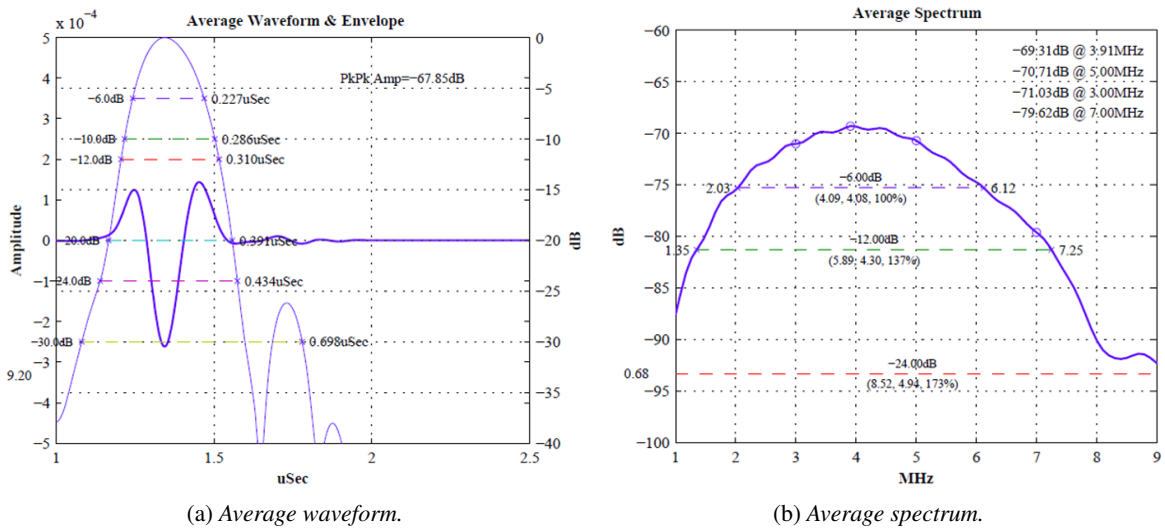 Average Waveform & Envelope
x 10⁻⁴
5
4
3
2
1
0
−1
−2
−3
−4
−5
Amplitude
0
−5
−10
−15
−20
−25
−30
−35
−40
dB
PkPk Amp=−67.85dB
−6.0dB 0.227uSec
−10.0dB 0.286uSec
−12.0dB 0.310uSec
−20.0dB 0.391uSec
−24.0dB 0.434uSec
−30.0dB 0.698uSec
1 1.5 2 2.5
uSec
(a) Average waveform.
Average Spectrum
−60
−65
−70
−75
−80
−85
−90
−95
−100
dB
−69.31dB @ 3.91MHz
−70.71dB @ 5.00MHz
−71.03dB @ 3.00MHz
−79.62dB @ 7.00MHz
−6.00dB
2.03 6.12
(4.09, 4.08, 100%)
−12.00dB
1.35 7.25
(5.89, 4.30, 137%)
−24.00dB
9.20 0.68
(8.52, 4.94, 173%)
1 2 3 4 5 6 7 8 9
MHz
(b) Average spectrum.